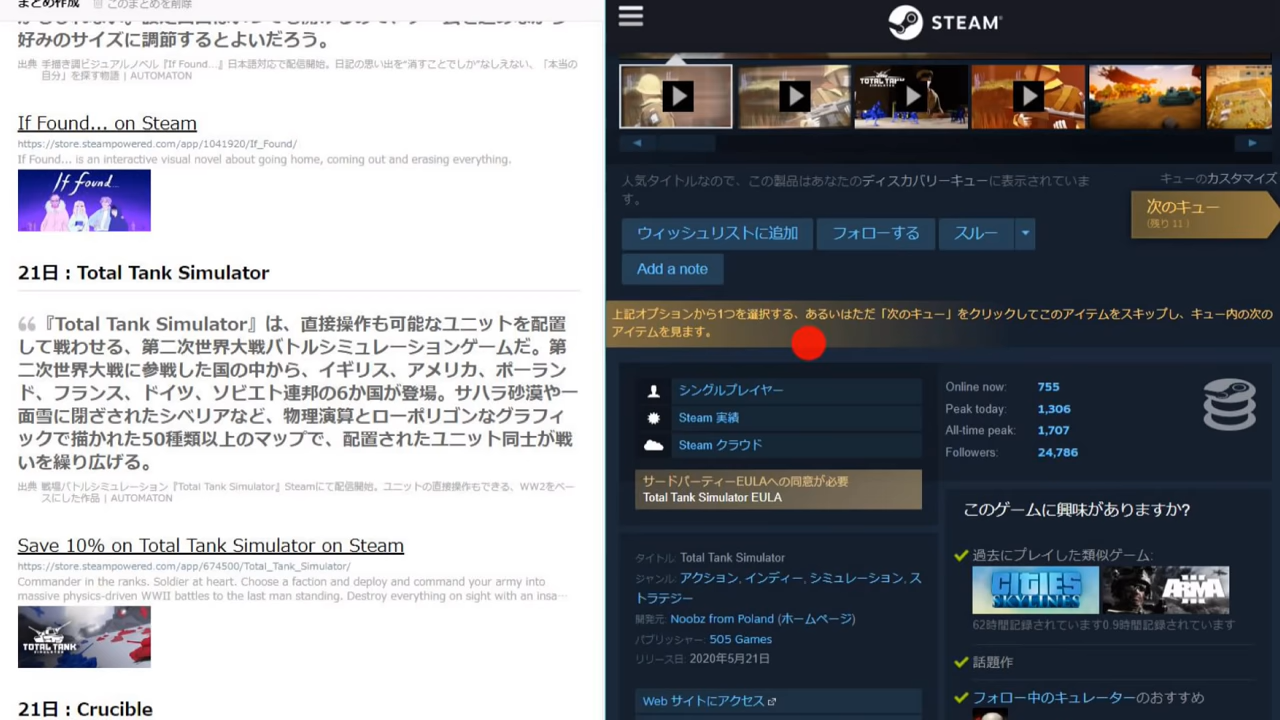 まとめ作成 このまとめを削除
好みのサイズに調節するとよいだろう。
出典 手描き調ビジュアルノベル『If Found...』日本語対応で配信開始。日記の思い出を“消すことでしか”なしえない、「本当の
自分」を探す物語 | AUTOMATON
If Found... on Steam
https://store.steampowered.com/app/1041920/If_Found/
If Found... is an interactive visual novel about going home, coming out and erasing everything.
If found...
21日 : Total Tank Simulator
『Total Tank Simulator』は、直接操作も可能なユニットを配置
して戦わせる、第二次世界大戦バトルシミュレーションゲームだ。第
二次世界大戦に参戦した国の中から、イギリス、アメリカ、ポーラン
ド、フランス、ドイツ、ソビエト連邦の6か国が登場。サハラ砂漠や一
面雪に閉ざされたシベリアなど、物理演算とローポリゴンなグラフィ
ックで描かれた50種類以上のマップで、配置されたユニット同士が戦
いを繰り広げる。
出典 戦場バトルシミュレーション『Total Tank Simulator』Steamにて配信開始。ユニットの直接操作もできる、WW2をベー
スにした作品 | AUTOMATON
Save 10% on Total Tank Simulator on Steam
https://store.steampowered.com/app/674500/Total_Tank_Simulator/
Commander in the ranks. Soldier at heart. Choose a faction and deploy and command your army into
massive physics-driven WWII battles to the last man standing. Destroy everything on sight with an insa…
TOTAL TANK
SIMULATOR
21日 : Crucible
STEAM
TOTAL TANK
SIMULATOR
人気タイトルなので、この製品はあなたのディスカバリーキューに表示されていま
す。
キューのカスタマイズ
次のキュー
(残り 11 )
ウィッシュリストに追加 フォローする スルー
Add a note
上記オプションから1つを選択する、あるいはただ「次のキュー」をクリックしてこのアイテムをスキップし、キュー内の次の
アイテムを見ます。
シングルプレイヤー
Steam 実績
Steam クラウド
サードパーティーEULAへの同意が必要
Total Tank Simulator EULA
Online now: 755
Peak today: 1,306
All-time peak: 1,707
Followers: 24,786
タイトル: Total Tank Simulator
ジャンル: アクション, インディー, シミュレーション, ス
トラテジー
開発元: Noobz from Poland (ホームページ)
パブリッシャー: 505 Games
リリース日: 2020年5月21日
Web サイトにアクセス
このゲームに興味がありますか?
過去にプレイした類似ゲーム:
CITIES SKYLINES
ARMA III
62時間記録されています0.9時間記録されています
話題作
フォロー中のキュレーターのおすすめ